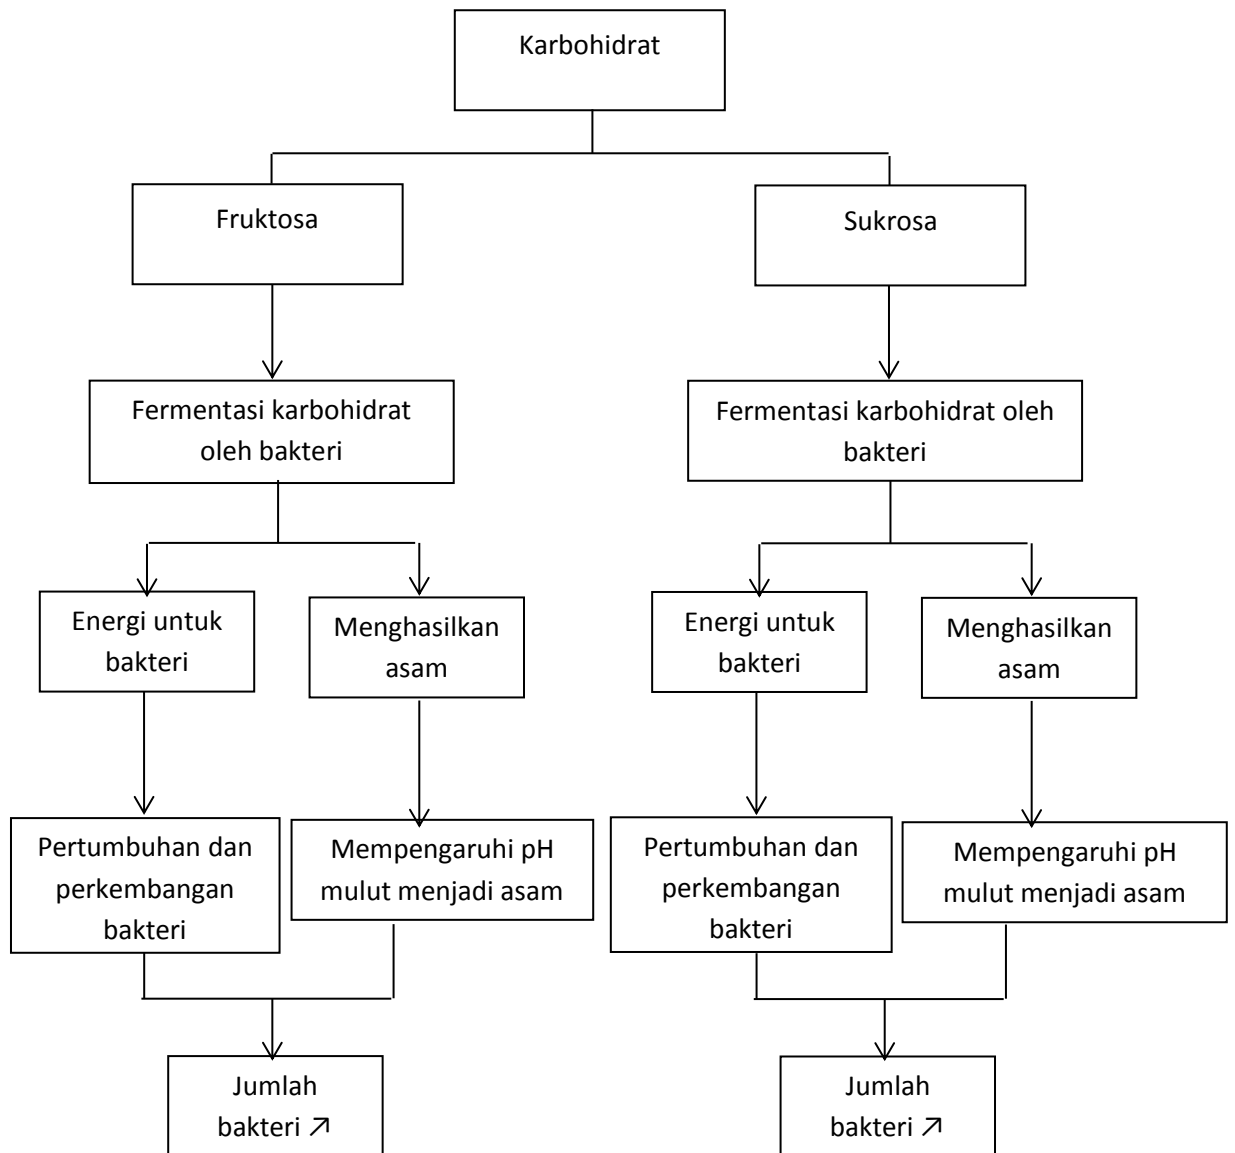 Karbohidrat
Fruktosa
Sukrosa
Fermentasi karbohidrat
oleh bakteri
Fermentasi karbohidrat oleh
bakteri
Energi untuk
bakteri
Menghasilkan
asam
Energi untuk
bakteri
Menghasilkan
asam
Pertumbuhan dan
perkembangan
bakteri
Mempengaruhi pH
mulut menjadi asam
Pertumbuhan dan
perkembangan
bakteri
Mempengaruhi pH
mulut menjadi asam
Jumlah
bakteri ↗
Jumlah
bakteri ↗